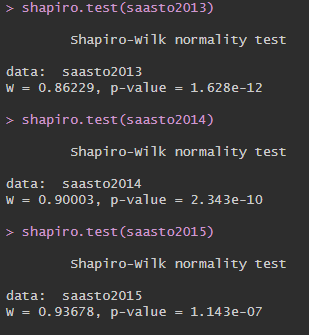 > shapiro.test(saasto2013)
Shapiro-Wilk normality test
data:  saasto2013
W = 0.86229, p-value = 1.628e-12
> shapiro.test(saasto2014)
Shapiro-Wilk normality test
data:  saasto2014
W = 0.90003, p-value = 2.343e-10
> shapiro.test(saasto2015)
Shapiro-Wilk normality test
data:  saasto2015
W = 0.93678, p-value = 1.143e-07